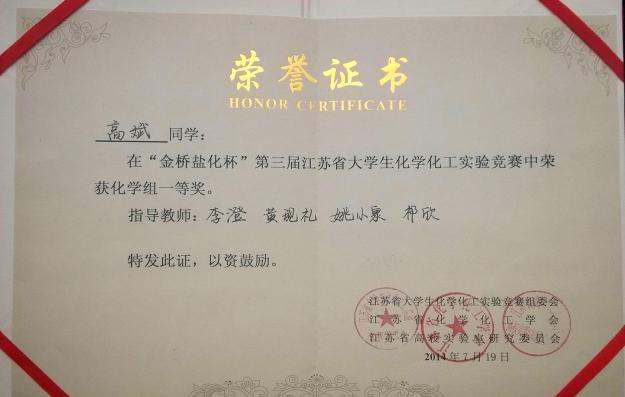 荣誉证书
HONOR CERTIFICATE
高斌 同学：
在“金桥盐化杯”第三届江苏省大学生化学化工实验竞赛中荣
获化学组一等奖。
指导教师：李澄 黄现礼 姚小泉 祁欣
特发此证，以资鼓励。
江苏省大学生化学化工实验竞赛组委会
江苏省化学化工学会
江苏省高校实验室研究委员会
2014年7月19日